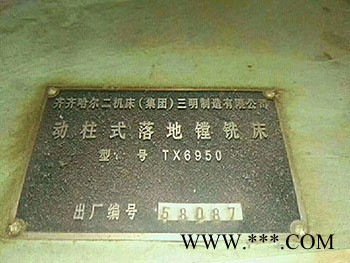 齐齐哈尔二机床(集团)三明制造有限公司
动柱式落地镗铣床
型号 TX6950
出厂编号 58087
WWW.***.COM